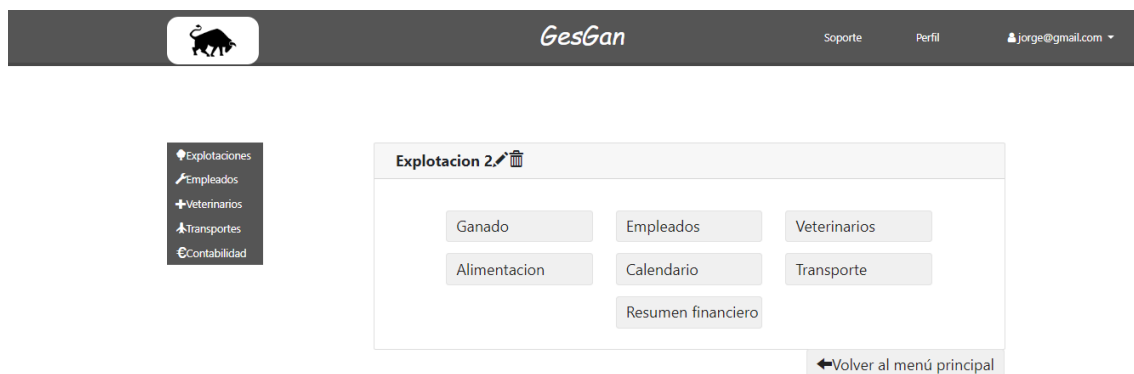 GesGan
Soporte
Perfil
jorge@gmail.com
Explotaciones
Empleados
Veterinarios
Transportes
€Contabilidad
Explotacion 2
Ganado
Empleados
Veterinarios
Alimentacion
Calendario
Transporte
Resumen financiero
Volver al menú principal